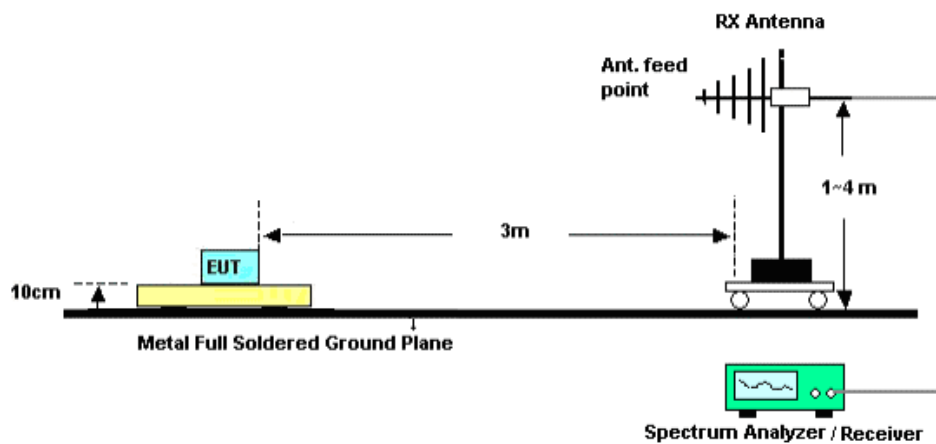 RX Antenna
Ant. feed
point
1~4 m
3m
EUT
10cm
Metal Full Soldered Ground Plane
Spectrum Analyzer / Receiver